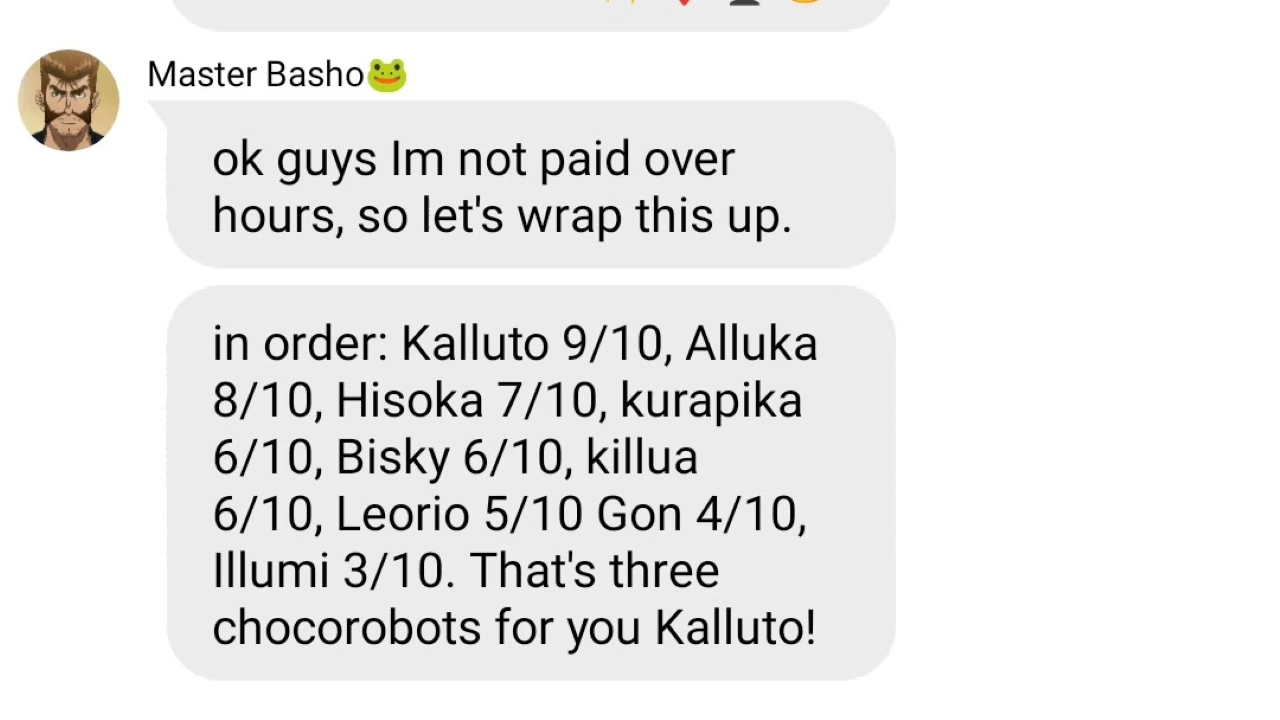 Master Basho🐸
ok guys Im not paid over
hours, so let's wrap this up.
in order: Kalluto 9/10, Alluka
8/10, Hisoka 7/10, kurapika
6/10, Bisky 6/10, killua
6/10, Leorio 5/10 Gon 4/10,
Illumi 3/10. That's three
chocorobots for you Kalluto!